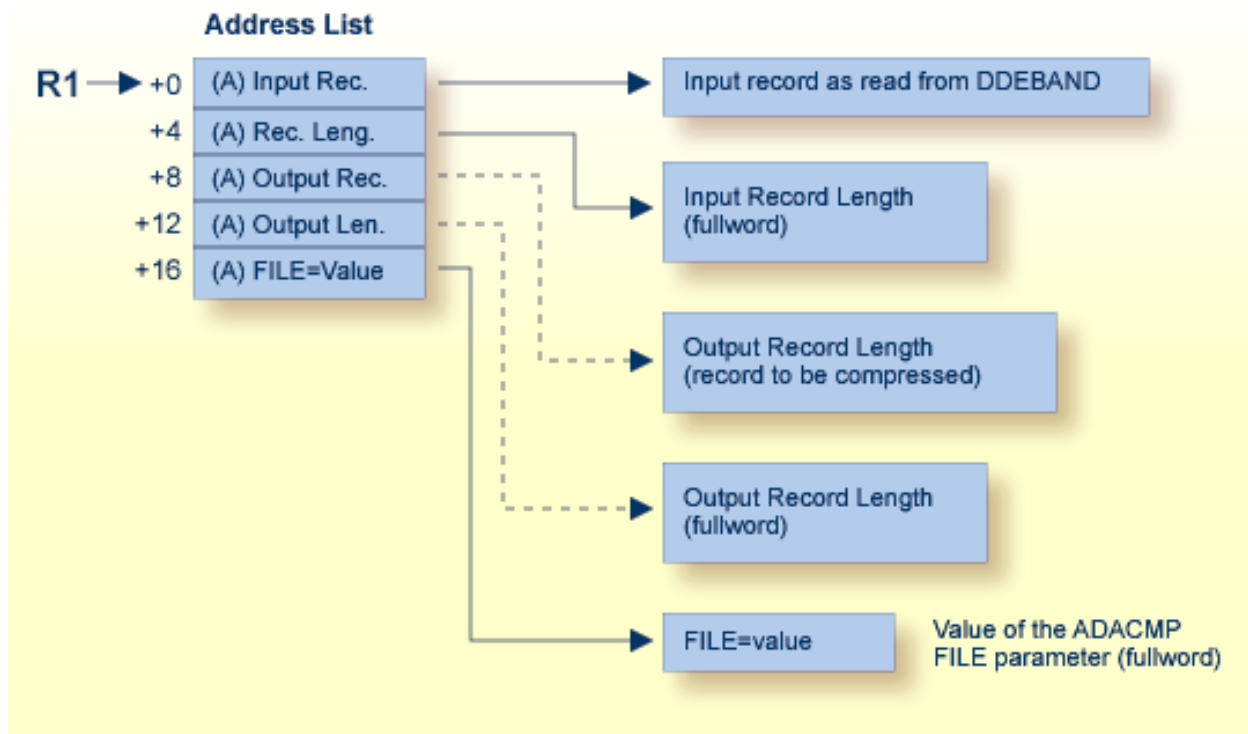 Address List
R1
+0
(A) Input Rec.
Input record as read from DDEBAND
+4
(A) Rec. Leng.
+8
(A) Output Rec.
Input Record Length
(fullword)
+12
(A) Output Len.
+16
(A) FILE=Value
Output Record Length
(record to be compressed)
Output Record Length
(fullword)
FILE=value
Value of the ADACMP
FILE parameter (fullword)